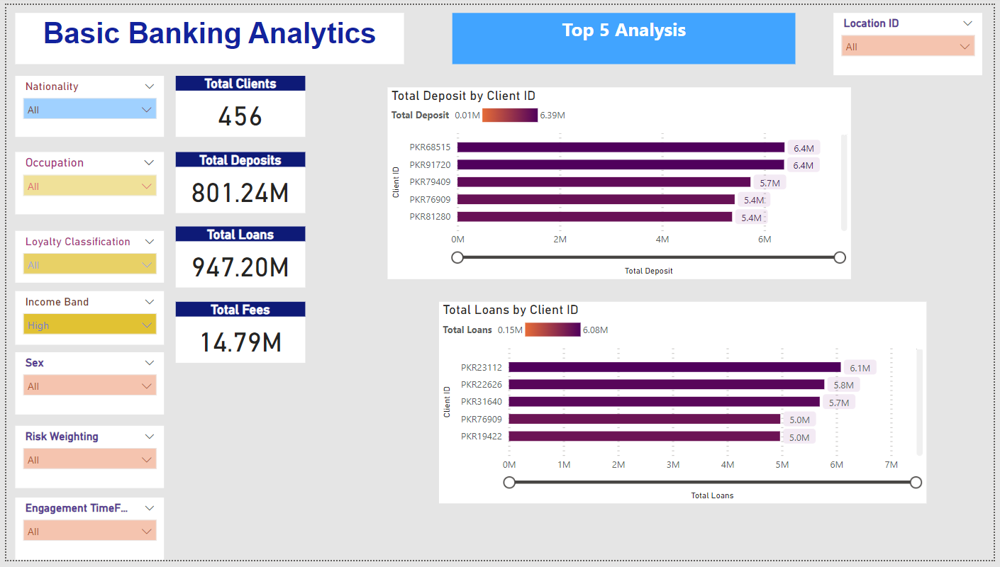 Basic Banking Analytics
Top 5 Analysis
Location ID
All
Nationality
All
Occupation
All
Loyalty Classification
All
Income Band
High
Sex
All
Risk Weighting
All
Engagement TimeF...
All
Total Clients
456
Total Deposits
801.24M
Total Loans
947.20M
Total Fees
14.79M
Total Deposit by Client ID
Total Deposit 0.01M 6.39M
Client ID
PKR68515 6.4M
PKR91720 6.4M
PKR79409 5.7M
PKR76909 5.4M
PKR81280 5.4M
0M 2M 4M 6M
Total Deposit
Total Loans by Client ID
Total Loans 0.15M 6.08M
Client ID
PKR23112 6.1M
PKR22626 5.8M
PKR31640 5.7M
PKR76909 5.0M
PKR19422 5.0M
0M 1M 2M 3M 4M 5M 6M 7M
Total Loans